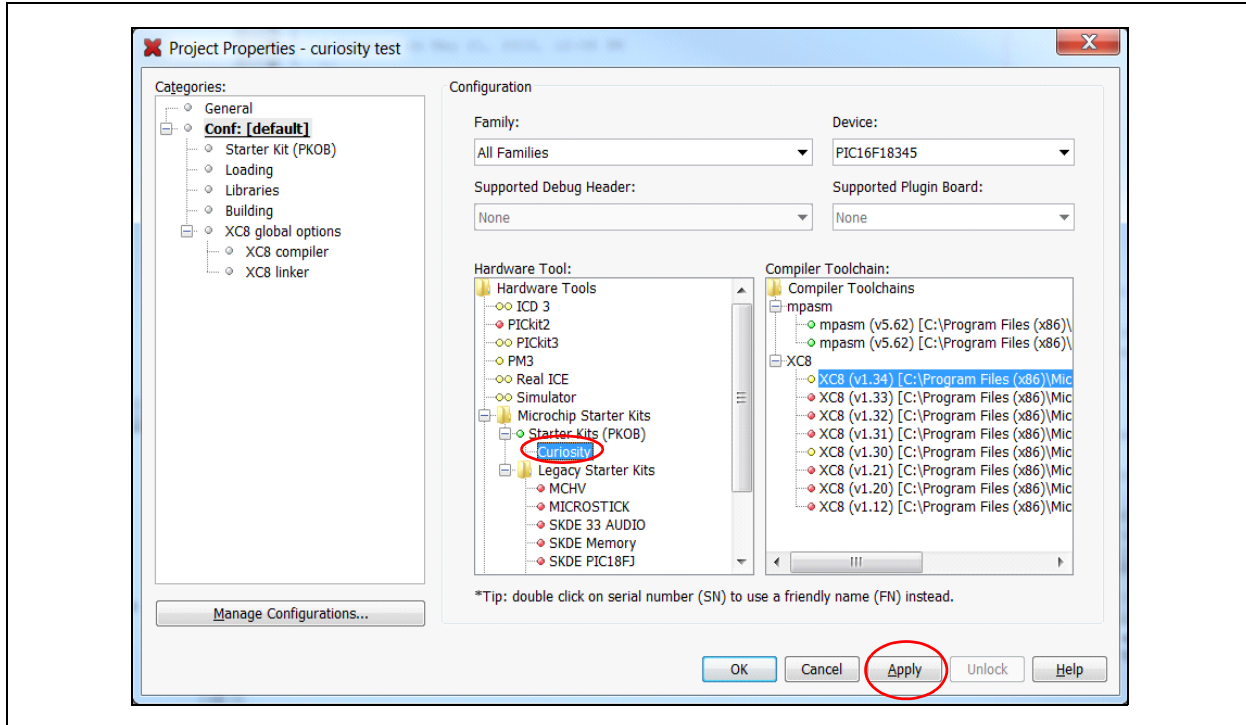 Project Properties - curiosity test
Categories:
General
Conf: [default]
Starter Kit (PKOB)
Loading
Libraries
Building
XC8 global options
XC8 compiler
XC8 linker
Manage Configurations...
Configuration
Family:
Device:
All Families
PIC16F18345
Supported Debug Header:
Supported Plugin Board:
None
None
Hardware Tool:
Hardware Tools
ICD 3
PICkit2
PICkit3
PM3
Real ICE
Simulator
Microchip Starter Kits
Starter Kits (PKOB)
Curiosity
Legacy Starter Kits
MCHV
MICROSTICK
SKDE 33 AUDIO
SKDE Memory
SKDE PIC18FJ
Compiler Toolchain:
Compiler Toolchains
mpasm
mpasm (v5.62) [C:\Program Files (x86)\
mpasm (v5.62) [C:\Program Files (x86)\
XC8
XC8 (v1.34) [C:\Program Files (x86)\Mic
XC8 (v1.33) [C:\Program Files (x86)\Mic
XC8 (v1.32) [C:\Program Files (x86)\Mic
XC8 (v1.31) [C:\Program Files (x86)\Mic
XC8 (v1.30) [C:\Program Files (x86)\Mic
XC8 (v1.21) [C:\Program Files (x86)\Mic
XC8 (v1.20) [C:\Program Files (x86)\Mic
XC8 (v1.12) [C:\Program Files (x86)\Mic
*Tip: double click on serial number (SN) to use a friendly name (FN) instead.
OK Cancel Apply Unlock Help